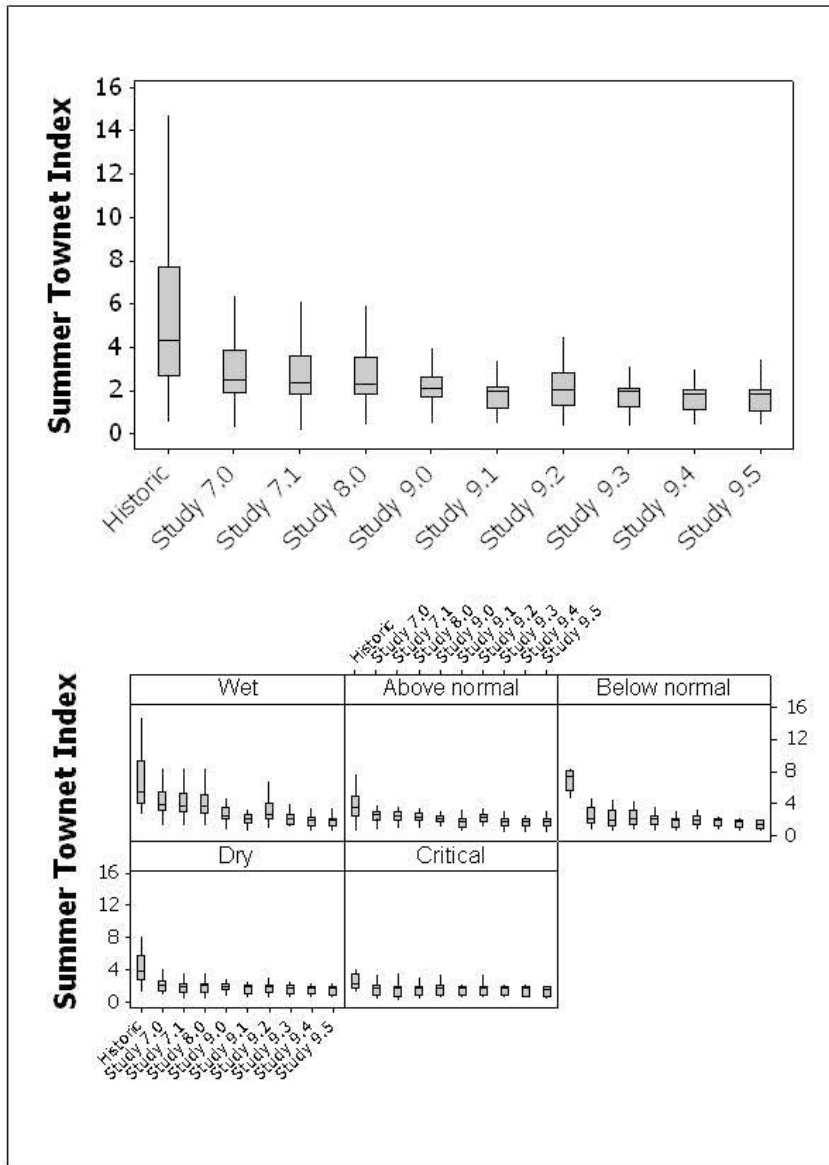 Summer Townet Index
16
14
12
10
8
6
4
2
0
Historic
Study 7.0
Study 7.1
Study 8.0
Study 9.0
Study 9.1
Study 9.2
Study 9.3
Study 9.4
Study 9.5
Historic
Study 7.0
Study 7.1
Study 8.0
Study 9.0
Study 9.1
Study 9.2
Study 9.3
Study 9.4
Study 9.5
Summer Townet Index
Wet
Above normal
Below normal
16
12
8
4
0
Dry
Critical
16
12
8
4
0
Historic
Study 7.0
Study 7.1
Study 8.0
Study 9.0
Study 9.1
Study 9.2
Study 9.3
Study 9.4
Study 9.5